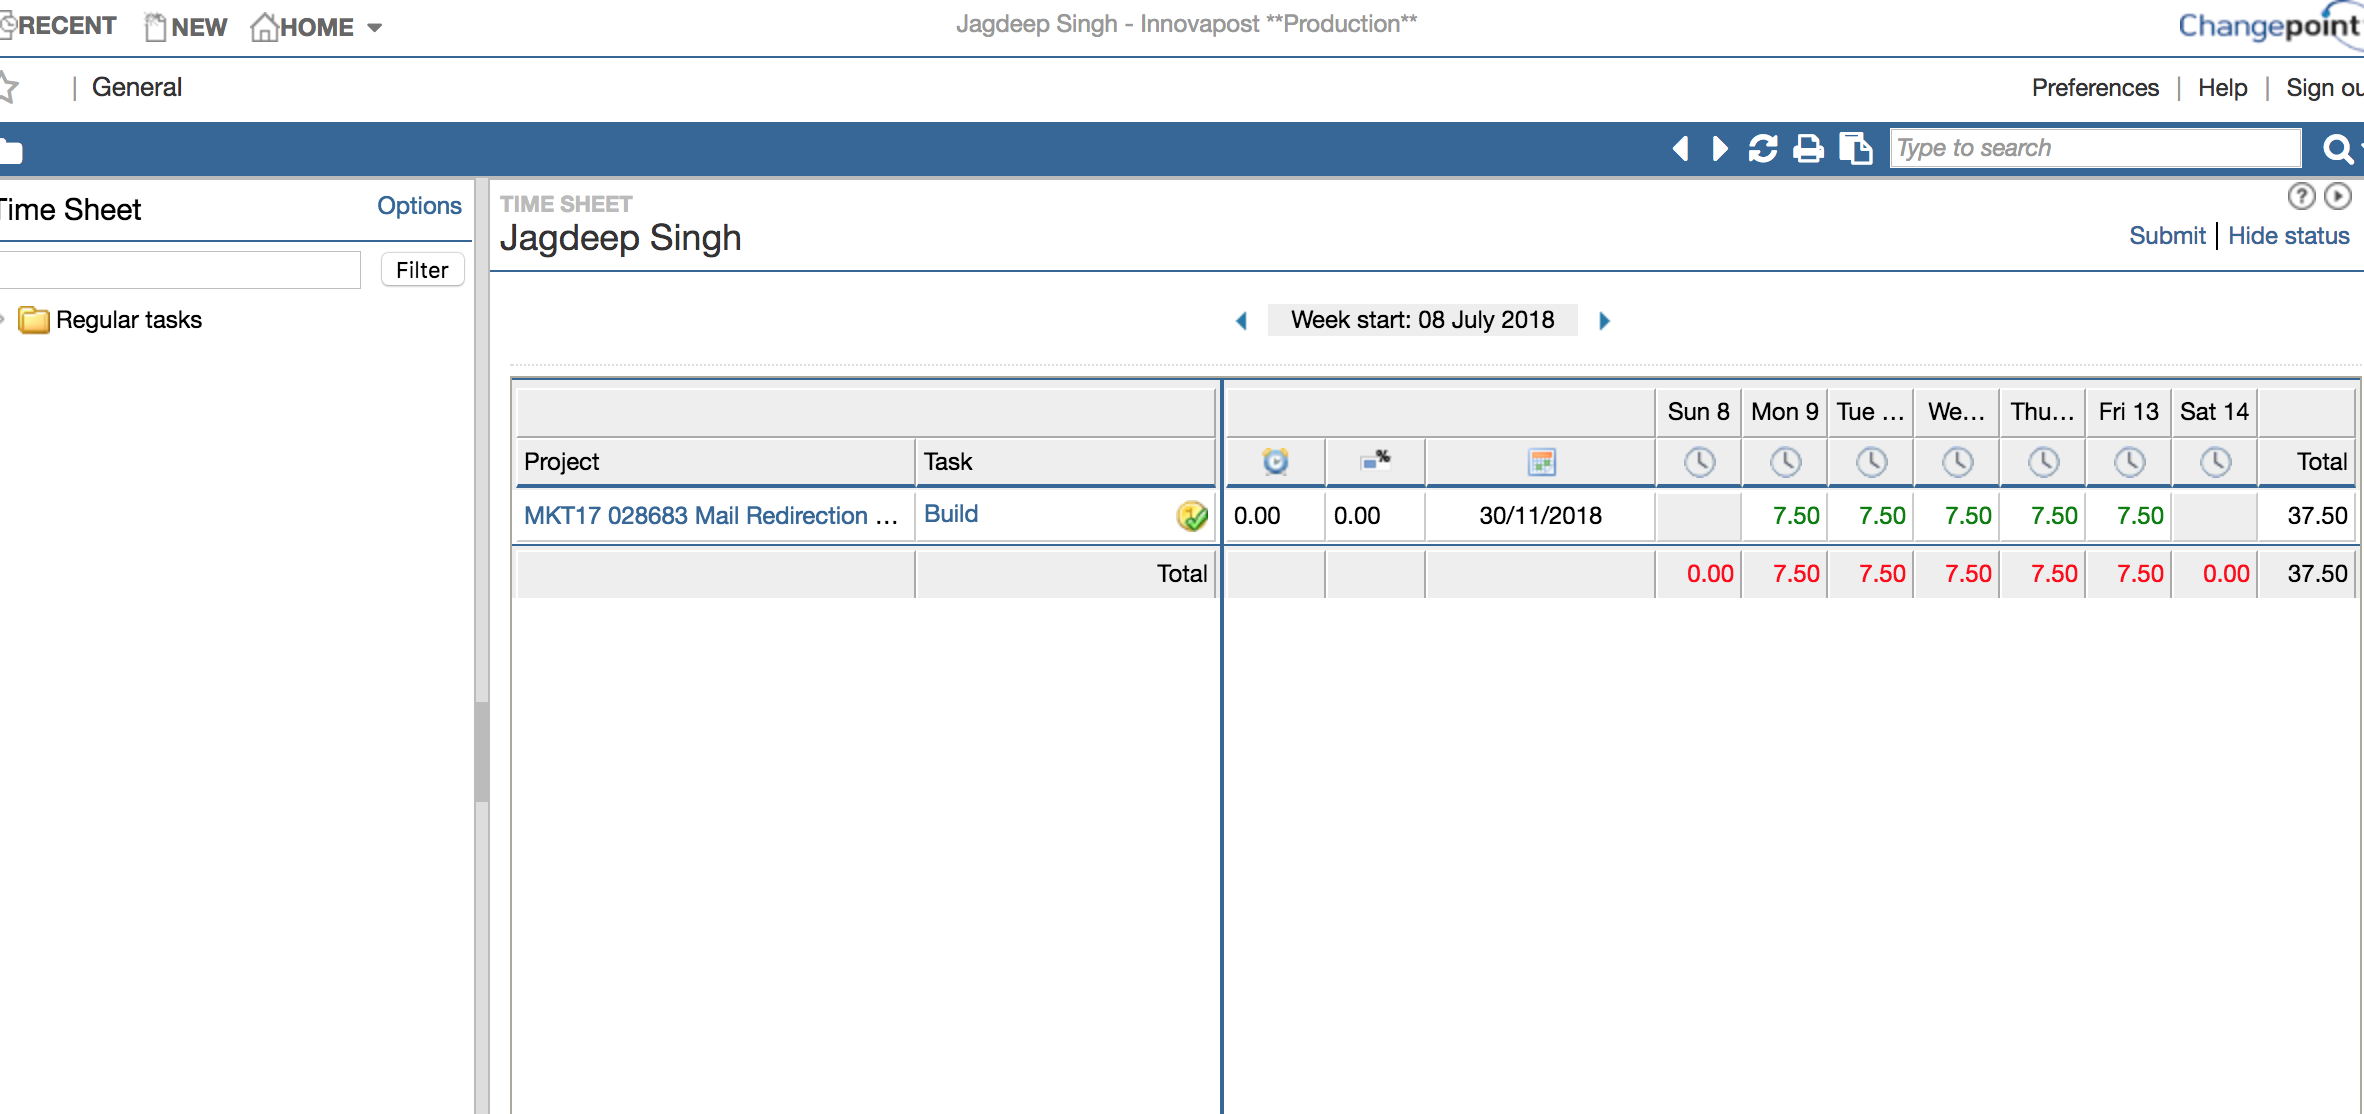 RECENT NEW HOME Jagdeep Singh - Innovapost **Production** Changepoint
| General Preferences | Help | Sign ou
Type to search
Time Sheet Options TIME SHEET
Jagdeep Singh
Submit | Hide status
Filter
Regular tasks
Week start: 08 July 2018
Sun 8 Mon 9 Tue ... We... Thu... Fri 13 Sat 14
Project Task % Total
MKT17 028683 Mail Redirection ... Build 0.00 0.00 30/11/2018 7.50 7.50 7.50 7.50 7.50 37.50
Total 0.00 7.50 7.50 7.50 7.50 7.50 0.00 37.50